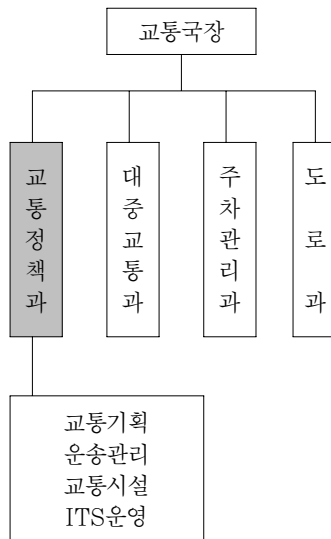 교통국장
교통정책과
대중교통과
주차관리과
도로과
교통기획
운송관리
교통시설
ITS운영